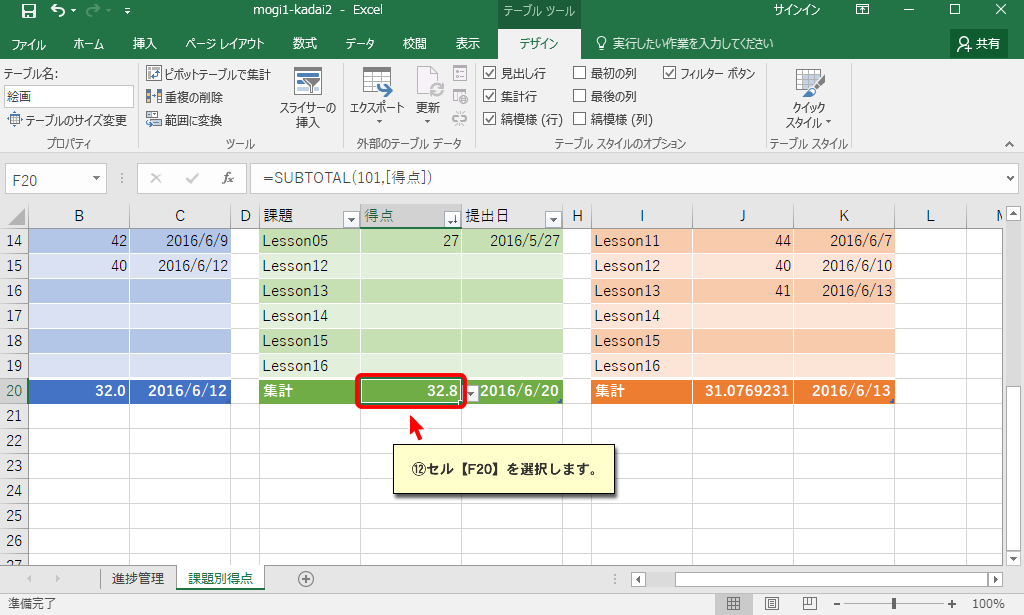 mogi1-kadai2 - Excel
テーブル ツール
サインイン
ファイル ホーム 挿入 ページ レイアウト 数式 データ 校閲 表示 デザイン 実行したい作業を入力してください 共有
テーブル名:
絵画
テーブルのサイズ変更
プロパティ
ピボットテーブルで集計
重複の削除
範囲に変換
スライサーの
挿入
ツール
エクスポート
更新
外部のテーブル データ
見出し行 最初の列 フィルター ボタン
集計行 最後の列
縞模様 (行) 縞模様 (列)
テーブル スタイルのオプション
クイック
スタイル
テーブル スタイル
F20 fx =SUBTOTAL(101,[得点])
B C D 課題 得点 提出日 H I J K L M
14 42 2016/6/9 Lesson05 27 2016/5/27 Lesson11 44 2016/6/7
15 40 2016/6/12 Lesson12 Lesson12 40 2016/6/10
16 Lesson13 Lesson13 41 2016/6/13
17 Lesson14 Lesson14
18 Lesson15 Lesson15
19 Lesson16 Lesson16
20 32.0 2016/6/12 集計 32.8 2016/6/20 集計 31.0769231 2016/6/13
21
22
⑫セル【F20】を選択します。
23
24
25
26
27
進捗管理 課題別得点
準備完了 100%